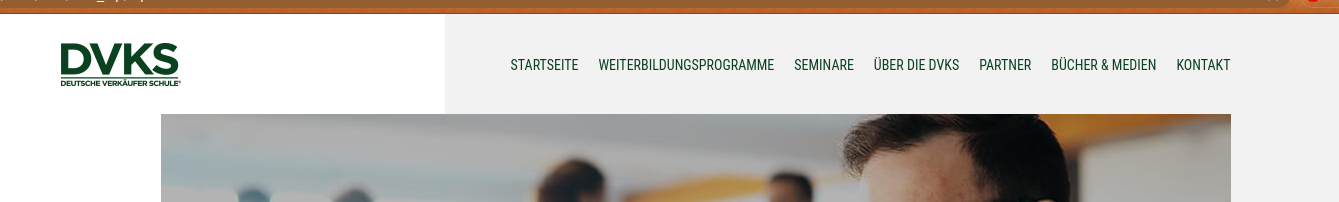 DVKS
DEUTSCHE VERKÄUFER SCHULE®
STARTSEITE WEITERBILDUNGSPROGRAMME SEMINARE ÜBER DIE DVKS PARTNER BÜCHER & MEDIEN KONTAKT